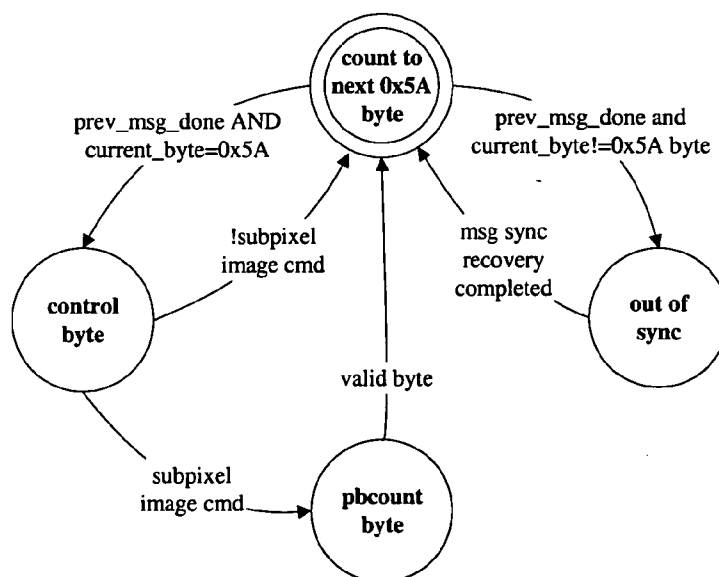 count to
next 0x5A
byte
prev_msg_done AND
current_byte=0x5A
prev_msg_done and
current_byte!=0x5A byte
!subpixel
image cmd
msg sync
recovery
completed
control
byte
out of
sync
valid byte
subpixel
image cmd
pbcount
byte